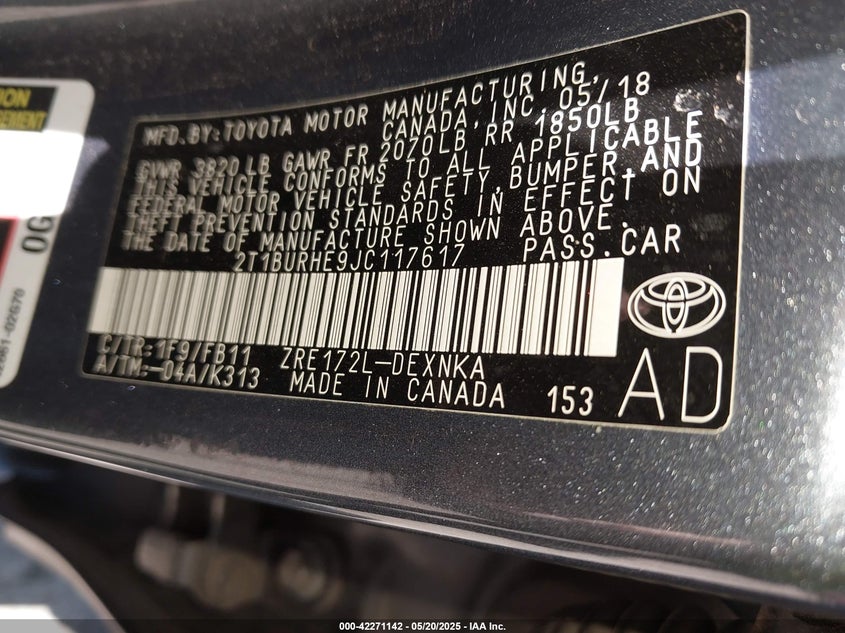 MFD. BY: TOYOTA MOTOR MANUFACTURING,
CANADA, INC. 05/18
GVWR 3820 LB GAWR FR 2070LB RR 1850LB
THIS VEHICLE CONFORMS TO ALL APPLICABLE
FEDERAL MOTOR VEHICLE SAFETY, BUMPER, AND
THEFT PREVENTION STANDARDS IN EFFECT ON
THE DATE OF MANUFACTURE SHOWN ABOVE.
2T1BURHE9JC117617 PASS. CAR
C/TR: 1F9/FB11 ZRE172L-DEXNKA
A/TM: -04A/K313 MADE IN CANADA 153 AD
000-42271142 - 05/20/2025 - IAA Inc.